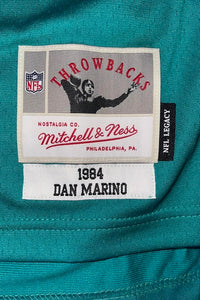 THROWBACKS
NFL
NOSTALGIA CO.
Mitchell & Ness
PHILADELPHIA, PA.
NFL LEGACY
1984
DAN MARINO